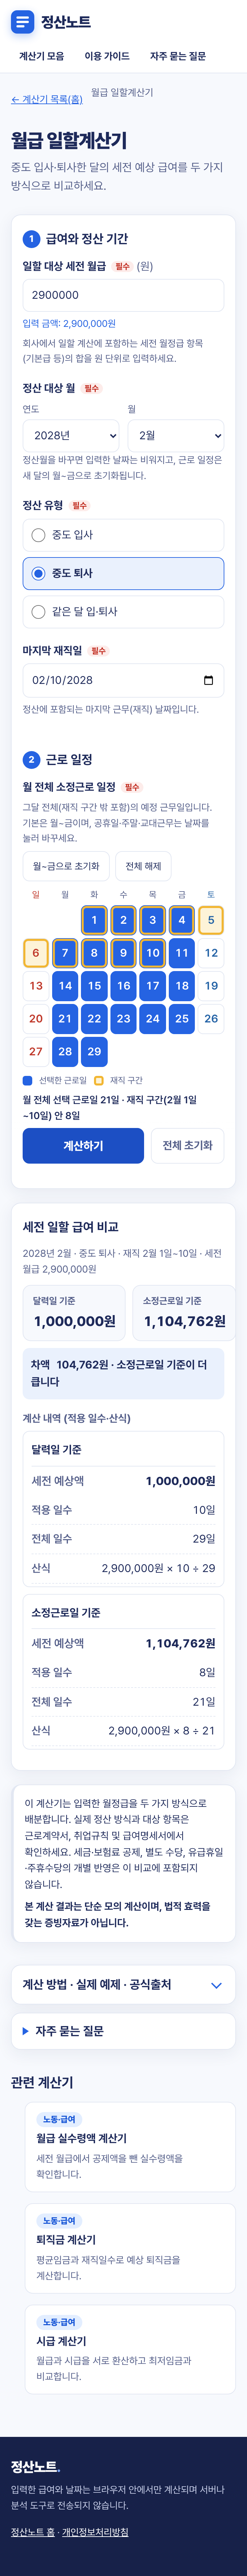 정산노트
계산기 모음 이용 가이드 자주 묻는 질문
← 계산기 목록(홈) 월급 일할계산기
월급 일할계산기
중도 입사·퇴사한 달의 세전 예상 급여를 두 가지
방식으로 비교하세요.
1 급여와 정산 기간
일할 대상 세전 월급 필수 (원)
2900000
입력 금액: 2,900,000원
회사에서 일할 계산에 포함하는 세전 월정급 항목
(기본급 등)의 합을 원 단위로 입력하세요.
정산 대상 월 필수
연도 월
2028년 2월
정산월을 바꾸면 입력한 날짜는 비워지고, 근로 일정은
새 달의 월~금으로 초기화됩니다.
정산 유형 필수
중도 입사
중도 퇴사
같은 달 입·퇴사
마지막 재직일 필수
02/10/2028
정산에 포함되는 마지막 근무(재직) 날짜입니다.
2 근로 일정
월 전체 소정근로 일정 필수
그달 전체(재직 구간 밖 포함)의 예정 근무일입니다.
기본은 월~금이며, 공휴일·주말·교대근무는 날짜를
눌러 바꾸세요.
월~금으로 초기화 전체 해제
일 월 화 수 목 금 토
1 2 3 4 5
6 7 8 9 10 11 12
13 14 15 16 17 18 19
20 21 22 23 24 25 26
27 28 29
선택한 근로일 재직 구간
월 전체 선택 근로일 21일 · 재직 구간(2월 1일
~10일) 안 8일
계산하기 전체 초기화
세전 일할 급여 비교
2028년 2월 · 중도 퇴사 · 재직 2월 1일~10일 · 세전
월급 2,900,000원
달력일 기준 소정근로일 기준
1,000,000원 1,104,762원
차액 104,762원 · 소정근로일 기준이 더
큽니다
계산 내역 (적용 일수·산식)
달력일 기준
세전 예상액 1,000,000원
적용 일수 10일
전체 일수 29일
산식 2,900,000원 × 10 ÷ 29
소정근로일 기준
세전 예상액 1,104,762원
적용 일수 8일
전체 일수 21일
산식 2,900,000원 × 8 ÷ 21
이 계산기는 입력한 월정급을 두 가지 방식으로
배분합니다. 실제 정산 방식과 대상 항목은
근로계약서, 취업규칙 및 급여명세서에서
확인하세요. 세금·보험료 공제, 별도 수당, 유급휴일
·주휴수당의 개별 반영은 이 비교에 포함되지
않습니다.
본 계산 결과는 단순 모의 계산이며, 법적 효력을
갖는 증빙자료가 아닙니다.
계산 방법 · 실제 예제 · 공식출처
자주 묻는 질문
관련 계산기
노동·급여
월급 실수령액 계산기
세전 월급에서 공제액을 뺀 실수령액을
확인합니다.
노동·급여
퇴직금 계산기
평균임금과 재직일수로 예상 퇴직금을
계산합니다.
노동·급여
시급 계산기
월급과 시급을 서로 환산하고 최저임금과
비교합니다.
정산노트.
입력한 급여와 날짜는 브라우저 안에서만 계산되며 서버나
분석 도구로 전송되지 않습니다.
정산노트 홈 · 개인정보처리방침